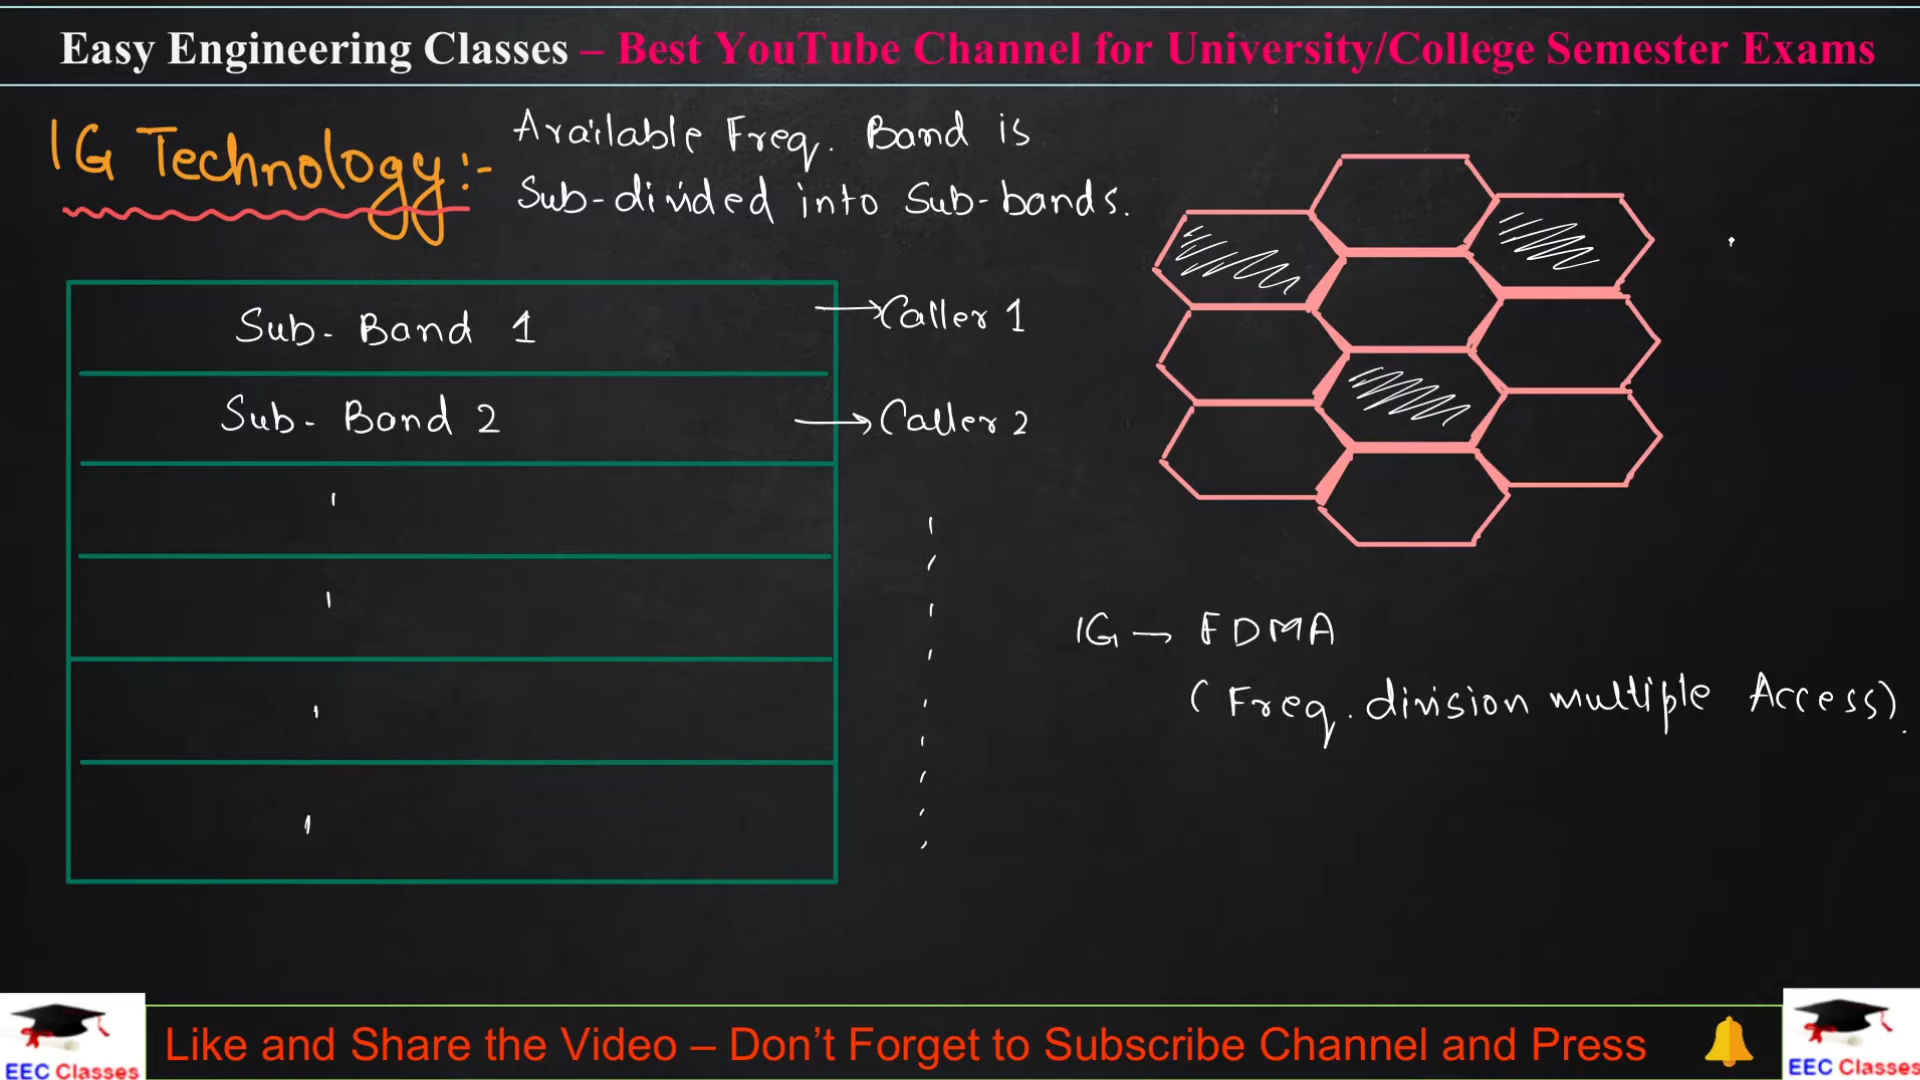 Easy Engineering Classes – Best YouTube Channel for University/College Semester Exams
1G Technology:-
Available Freq. Band is
Sub-divided into Sub-bands.
Sub- Band 1
Caller 1
Sub- Band 2
Caller 2
1G → FDMA
(Freq. division multiple Access).
Like and Share the Video – Don't Forget to Subscribe Channel and Press
EEC Classes
EEC Classes